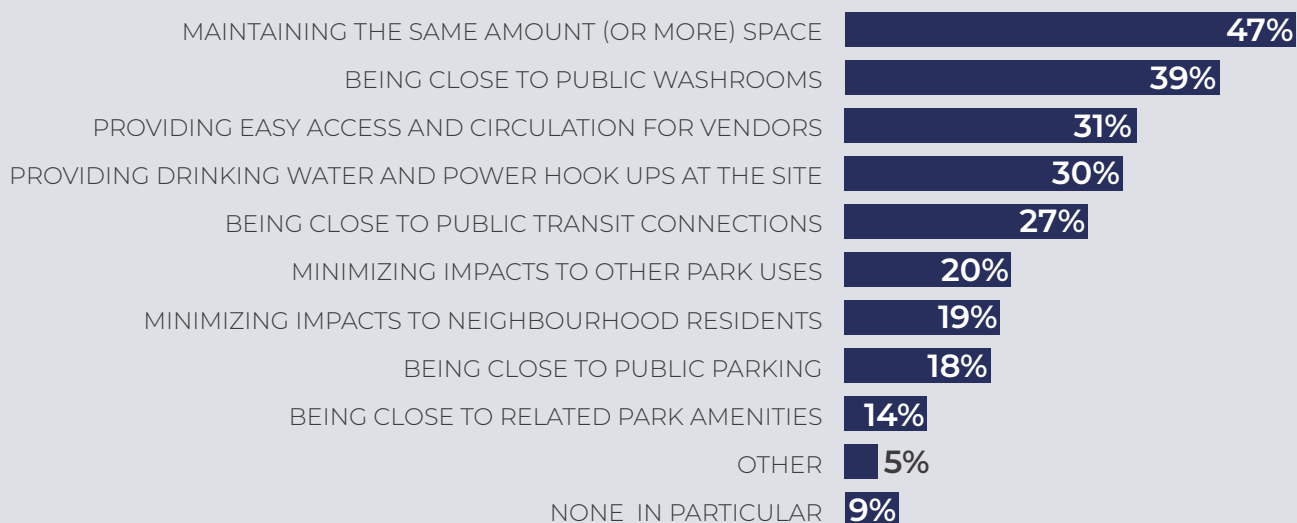 MAINTAINING THE SAME AMOUNT (OR MORE) SPACE 47%
BEING CLOSE TO PUBLIC WASHROOMS 39%
PROVIDING EASY ACCESS AND CIRCULATION FOR VENDORS 31%
PROVIDING DRINKING WATER AND POWER HOOK UPS AT THE SITE 30%
BEING CLOSE TO PUBLIC TRANSIT CONNECTIONS 27%
MINIMIZING IMPACTS TO OTHER PARK USES 20%
MINIMIZING IMPACTS TO NEIGHBOURHOOD RESIDENTS 19%
BEING CLOSE TO PUBLIC PARKING 18%
BEING CLOSE TO RELATED PARK AMENITIES 14%
OTHER 5%
NONE IN PARTICULAR 9%